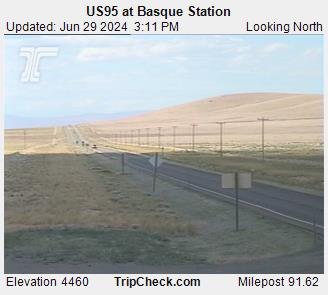 US95 at Basque Station
Updated: Jun 29 2024 3:11 PM Looking North
Elevation 4460 TripCheck.com Milepost 91.62